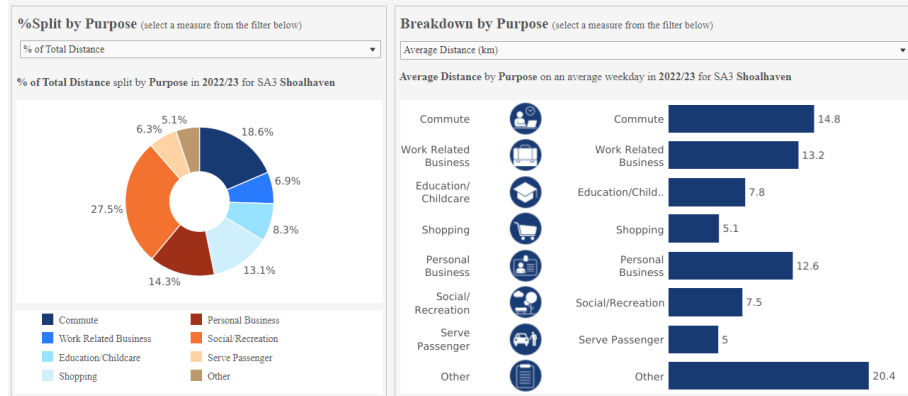 %Split by Purpose (select a measure from the filter below)
% of Total Distance
% of Total Distance split by Purpose in 2022/23 for SA3 Shoalhaven
5.1%
6.3%
18.6%
6.9%
27.5%
8.3%
13.1%
14.3%
Commute
Personal Business
Work Related Business
Social/Recreation
Education/Childcare
Serve Passenger
Shopping
Other
Breakdown by Purpose (select a measure from the filter below)
Average Distance (km)
Average Distance by Purpose on an average weekday in 2022/23 for SA3 Shoalhaven
Commute
Commute
14.8
Work Related
Business
Work Related
Business
13.2
Education/
Childcare
Education/Child..
7.8
Shopping
Shopping
5.1
Personal
Business
Personal
Business
12.6
Social/
Recreation
Social/Recreation
7.5
Serve
Passenger
Serve Passenger
5
Other
Other
20.4